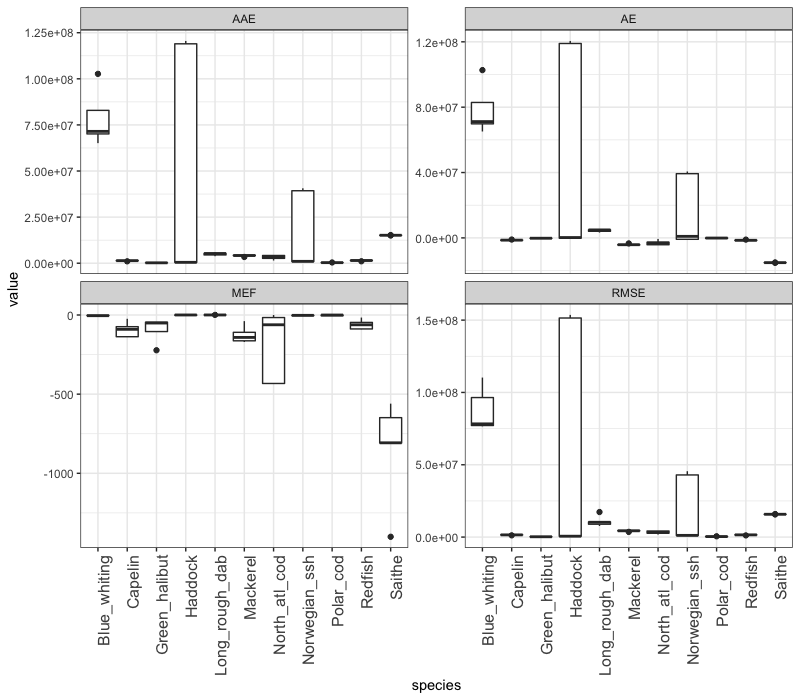 AAE
AE
1.25e+08
1.00e+08
7.50e+07
5.00e+07
2.50e+07
0.00e+00
1.2e+08
8.0e+07
4.0e+07
0.0e+00
value
MEF
RMSE
0
-500
-1000
1.5e+08
1.0e+08
5.0e+07
0.0e+00
Blue_whiting
Capelin
Green_halibut
Haddock
Long_rough_dab
Mackerel
North_atl_cod
Norwegian_ssh
Polar_cod
Redfish
Saithe
Blue_whiting
Capelin
Green_halibut
Haddock
Long_rough_dab
Mackerel
North_atl_cod
Norwegian_ssh
Polar_cod
Redfish
Saithe
species